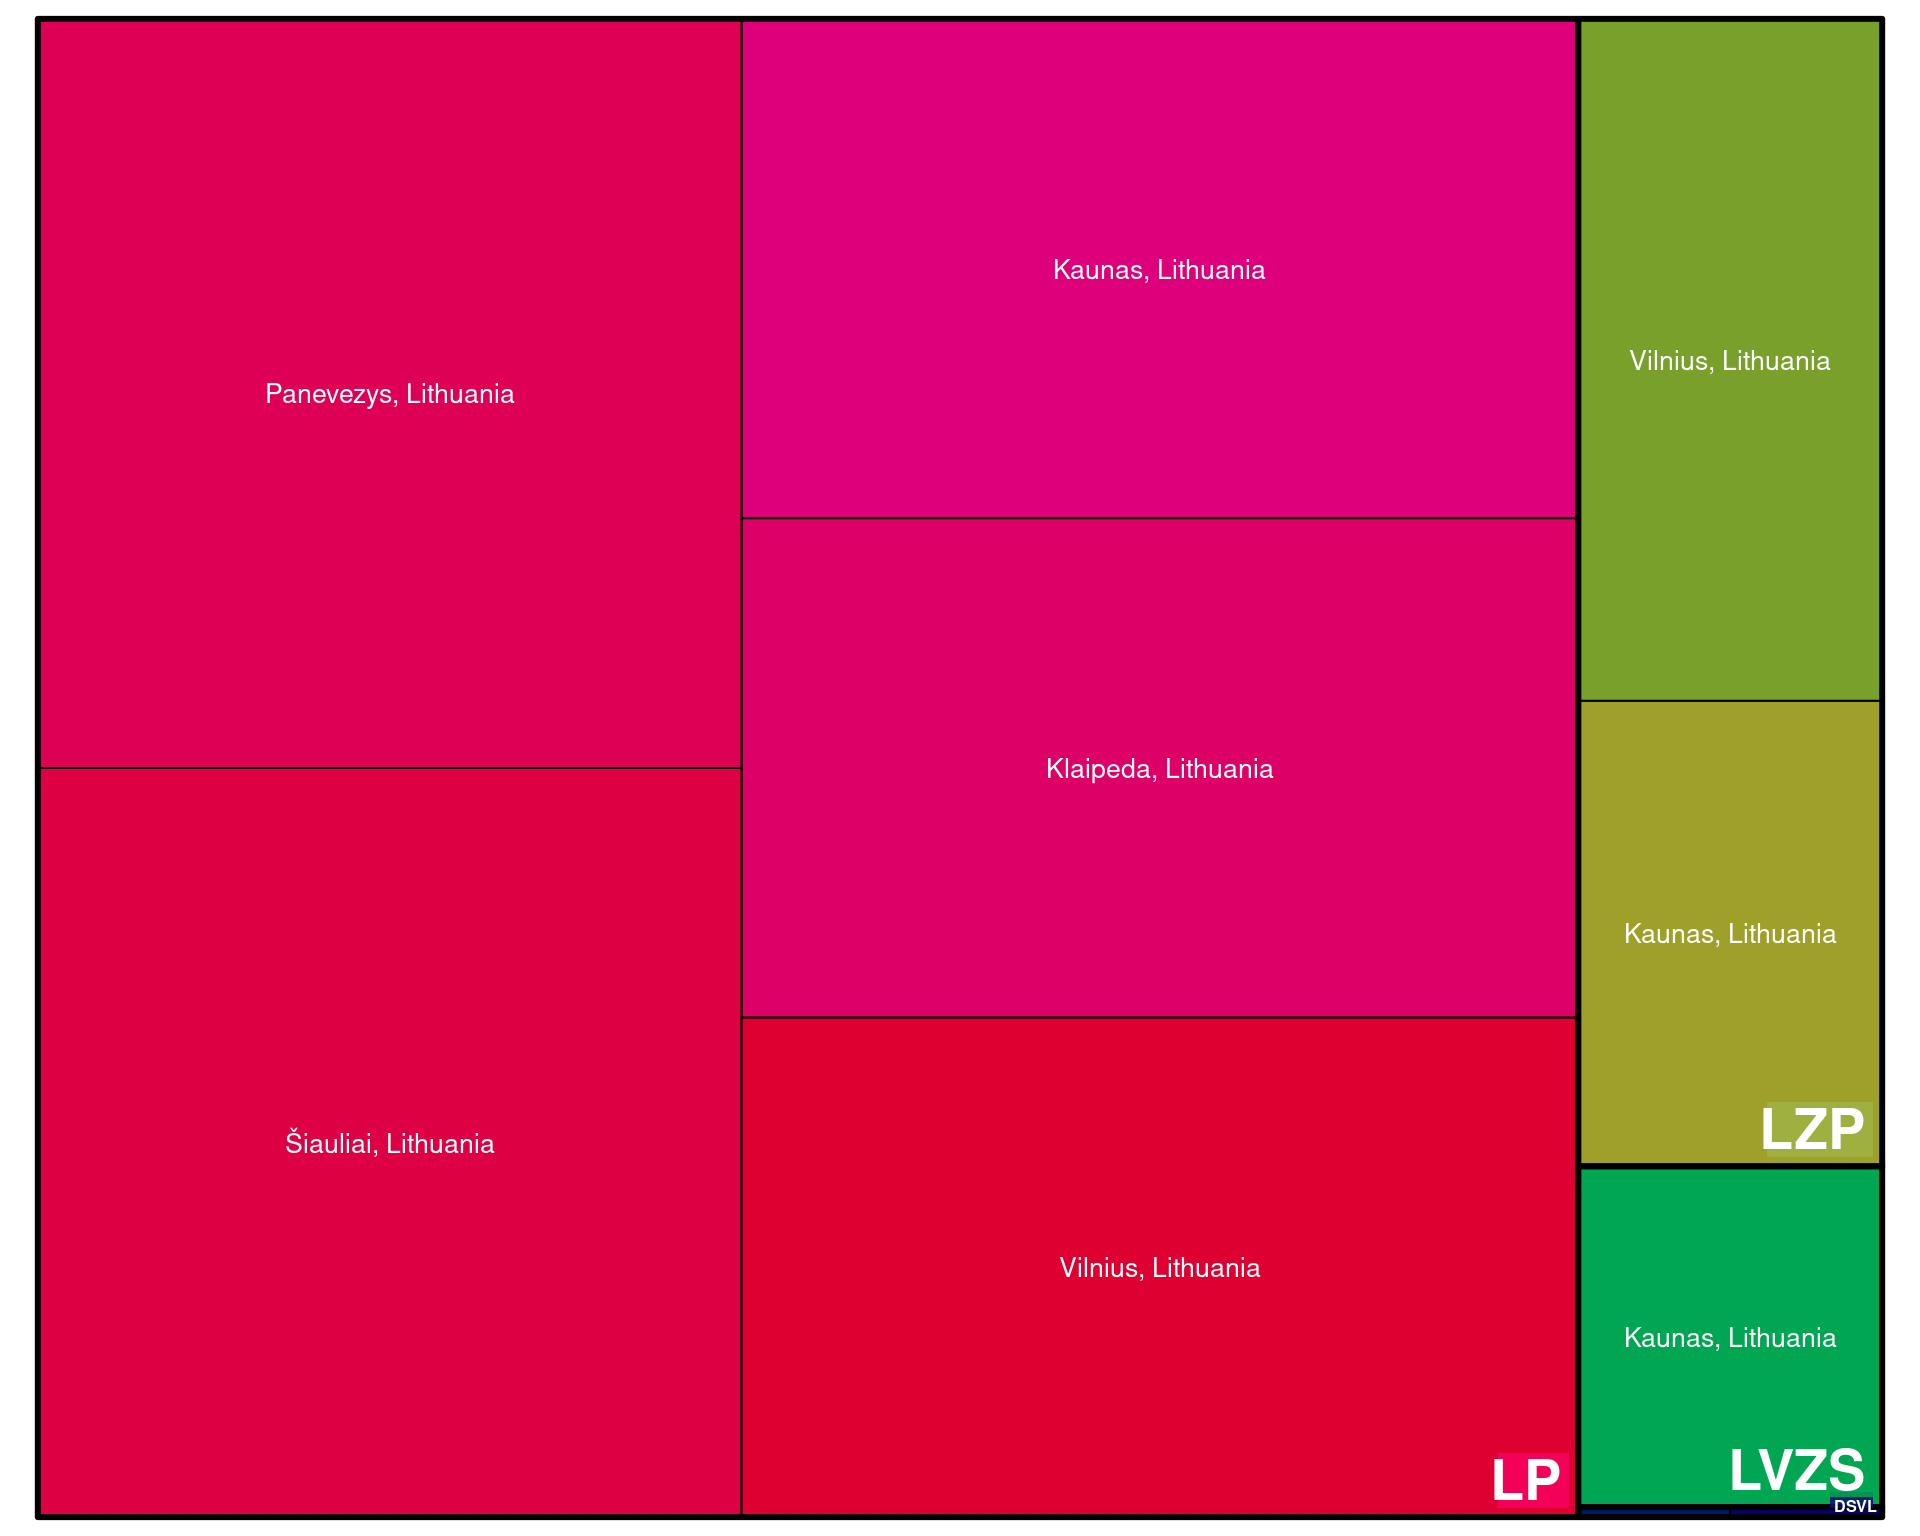 Panevezys, Lithuania
Šiauliai, Lithuania
Kaunas, Lithuania
Klaipeda, Lithuania
Vilnius, Lithuania
LP
Vilnius, Lithuania
Kaunas, Lithuania
LZP
Kaunas, Lithuania
LVZS
DSVL